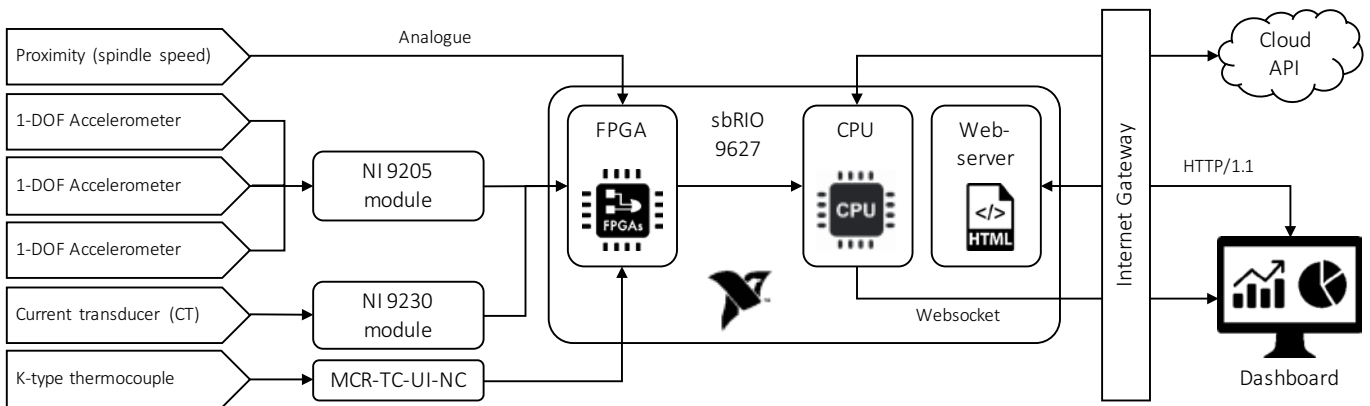 Proximity (spindle speed)
1-DOF Accelerometer
1-DOF Accelerometer
1-DOF Accelerometer
Current transducer (CT)
K-type thermocouple
Analogue
NI 9205
module
NI 9230
module
MCR-TC-UI-NC
FPGA
FPGAs
sbRIO
9627
CPU
CPU
Web-
server
</>
HTML
Websocket
Internet Gateway
Cloud
API
HTTP/1.1
Dashboard